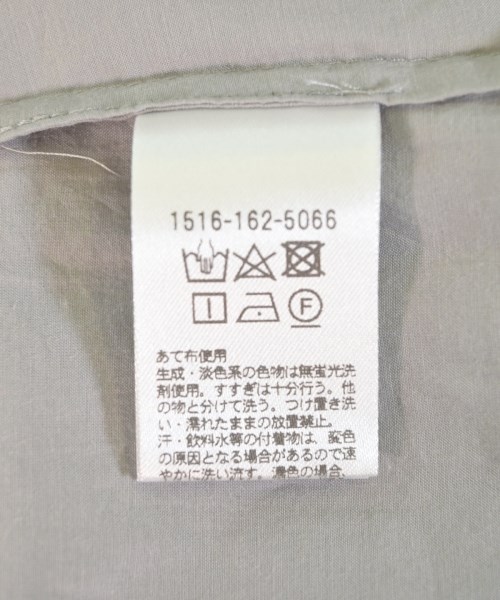 1516-162-5066
F
あて布使用
生成・淡色系の色物は無蛍光洗
剤使用。すすぎは十分行う。他
の物と分けて洗う。つけ置き洗
い・濡れたままの放置禁止。
汗・飲料水等の付着物は、変色
の原因となる場合があるので速
やかに洗い流す。濃色の場合、